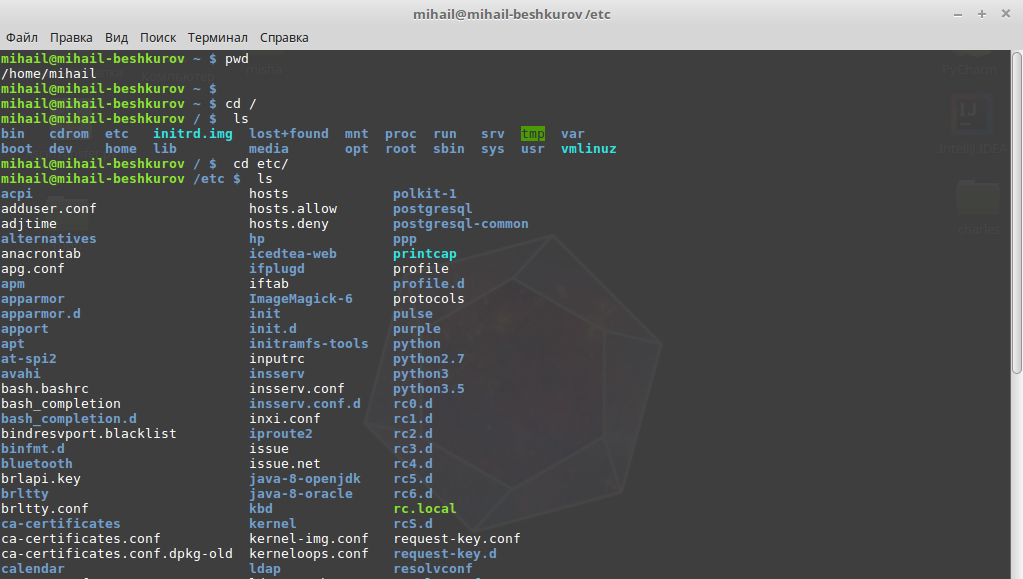 mihail@mihail-beshkurov /etc
Файл Правка Вид Поиск Терминал Справка
mihail@mihail-beshkurov ~ $ pwd
/home/mihail
mihail@mihail-beshkurov ~ $
mihail@mihail-beshkurov ~ $ cd /
mihail@mihail-beshkurov / $ ls
bin cdrom etc initrd.img lost+found mnt proc run srv tmp var
boot dev home lib media opt root sbin sys usr vmlinuz
mihail@mihail-beshkurov / $ cd etc/
mihail@mihail-beshkurov /etc $ ls
acpi hosts polkit-1
adduser.conf hosts.allow postgresql
adjtime hosts.deny postgresql-common
alternatives hp ppp
anacrontab icedtea-web printcap
apg.conf ifplugd profile
apm iftab profile.d
apparmor ImageMagick-6 protocols
apparmor.d init pulse
apport init.d purple
apt initramfs-tools python
at-spi2 inputrc python2.7
avahi insserv python3
bash.bashrc insserv.conf python3.5
bash_completion insserv.conf.d rc0.d
bash_completion.d inxi.conf rc1.d
bindresvport.blacklist iproute2 rc2.d
binfmt.d issue rc3.d
bluetooth issue.net rc4.d
brlapi.key java-8-openjdk rc5.d
brltty java-8-oracle rc6.d
brltty.conf kbd rc.local
ca-certificates kernel rcS.d
ca-certificates.conf kernel-img.conf request-key.conf
ca-certificates.conf.dpkg-old kerneloops.conf request-key.d
calendar ldap resolvconf
PyCharm
IntelliJ IDEA
charles